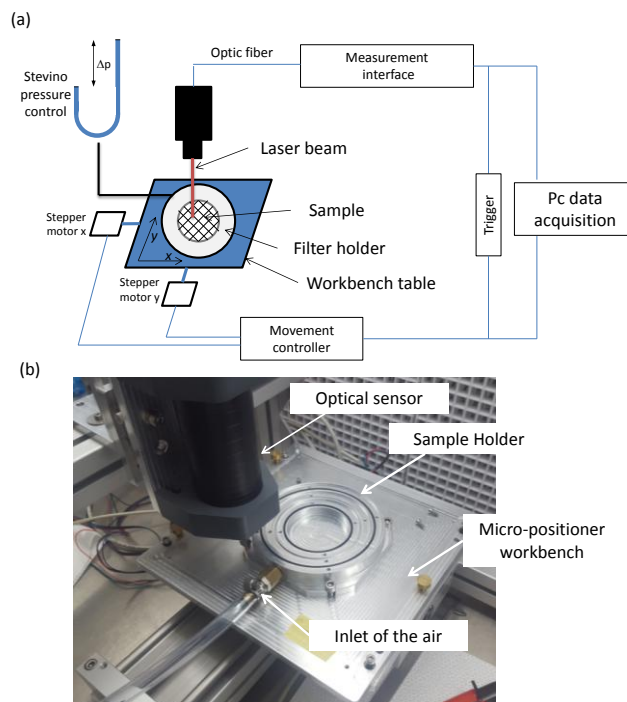 (a)
Δp
Stevino
pressure
control
Optic fiber
Measurement
interface
Laser beam
Sample
Filter holder
Workbench table
Stepper
motor x
y
x
Stepper
motor y
Trigger
Pc data
acquisition
Movement
controller
(b)
Optical sensor
Sample Holder
Micro-positioner
workbench
Inlet of the air